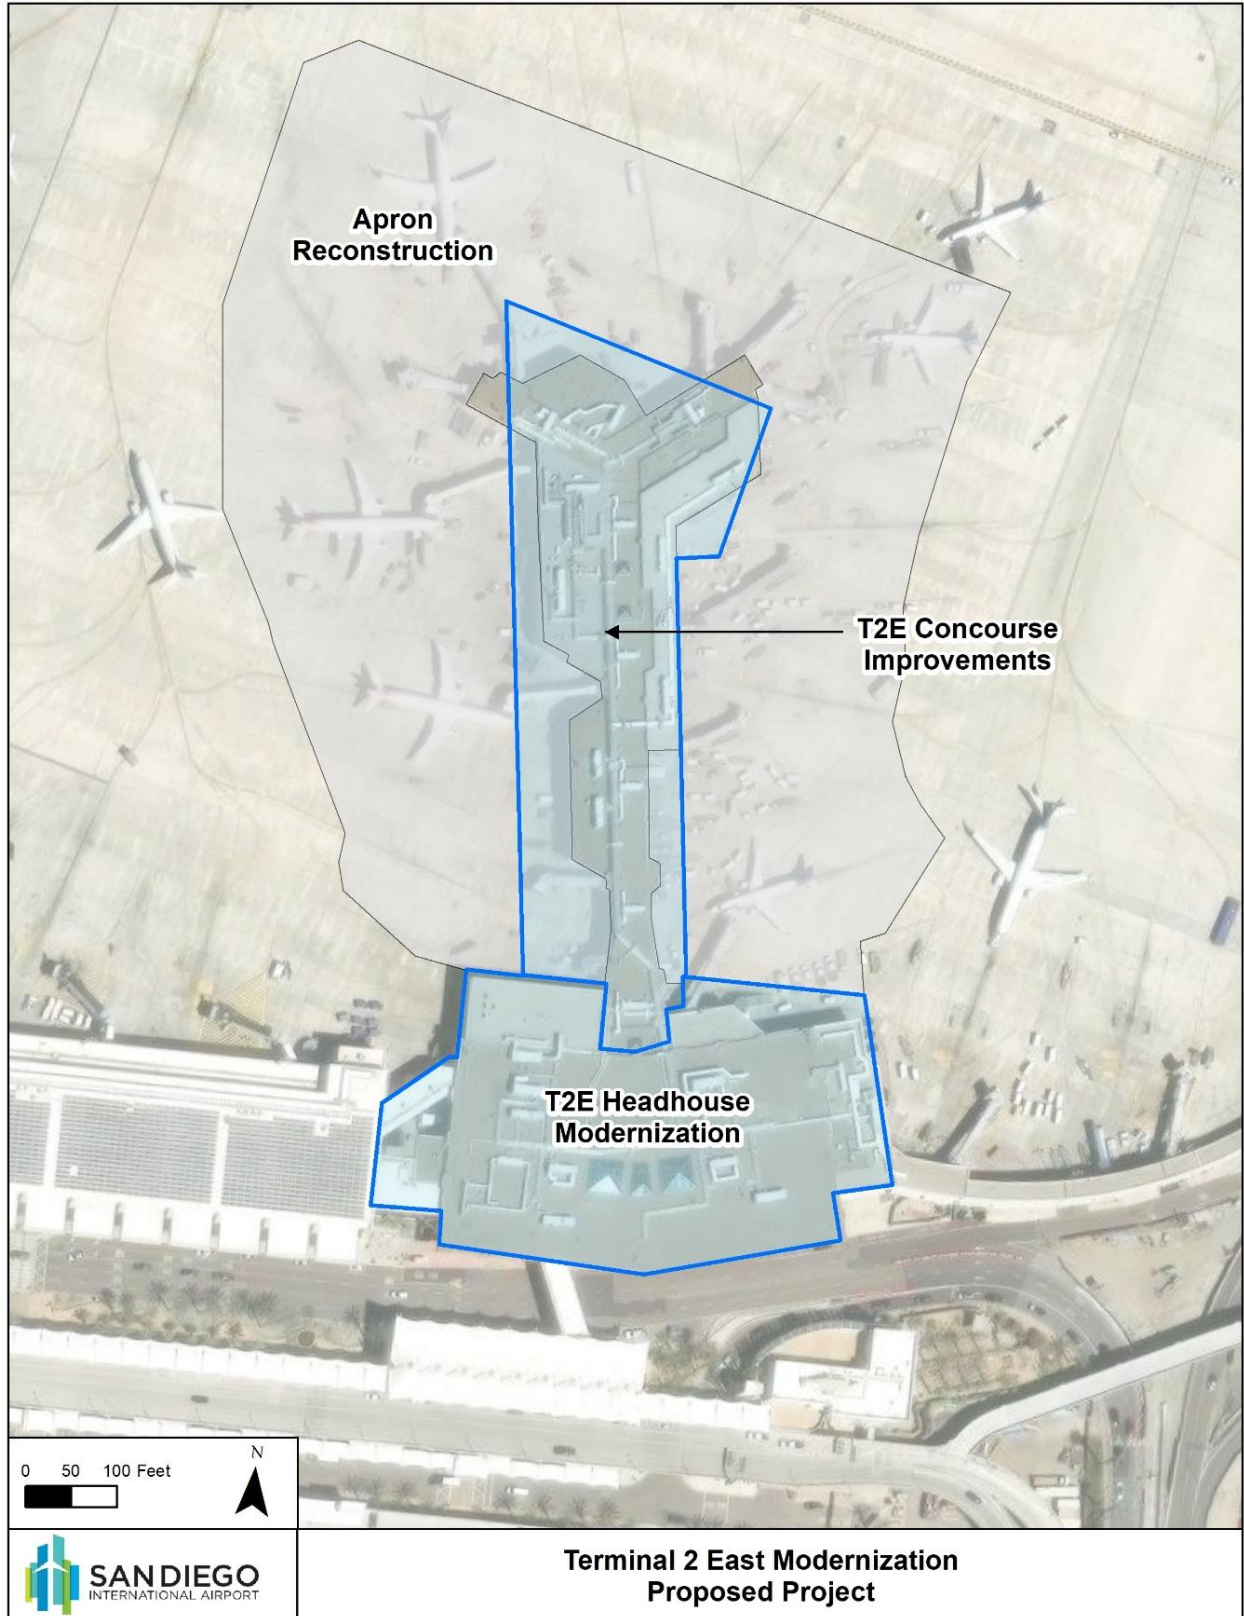 Apron
Reconstruction
T2E Concourse
Improvements
T2E Headhouse
Modernization
N
0 50 100 Feet
SAN DIEGO
INTERNATIONAL AIRPORT
Terminal 2 East Modernization
Proposed Project